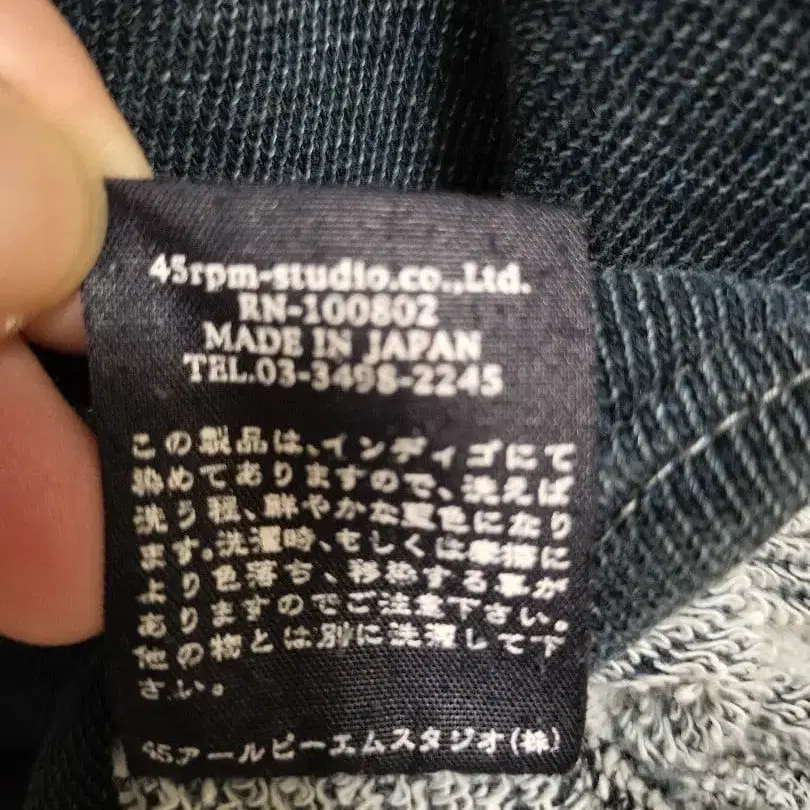 45rpm-studio.co.,Ltd.
RN-100802
MADE IN JAPAN
TEL.03-3498-2245
この製品は、インディゴにて
染めてありますので、洗えば
洗う程、鮮やかな藍色になり
ます。洗濯時、もしくは摩擦に
より色落ち、移染する事が
ありますのでご注意下さい。
他の物とは別に洗濯して下
さい。
45アールピーエムスタジオ(株)